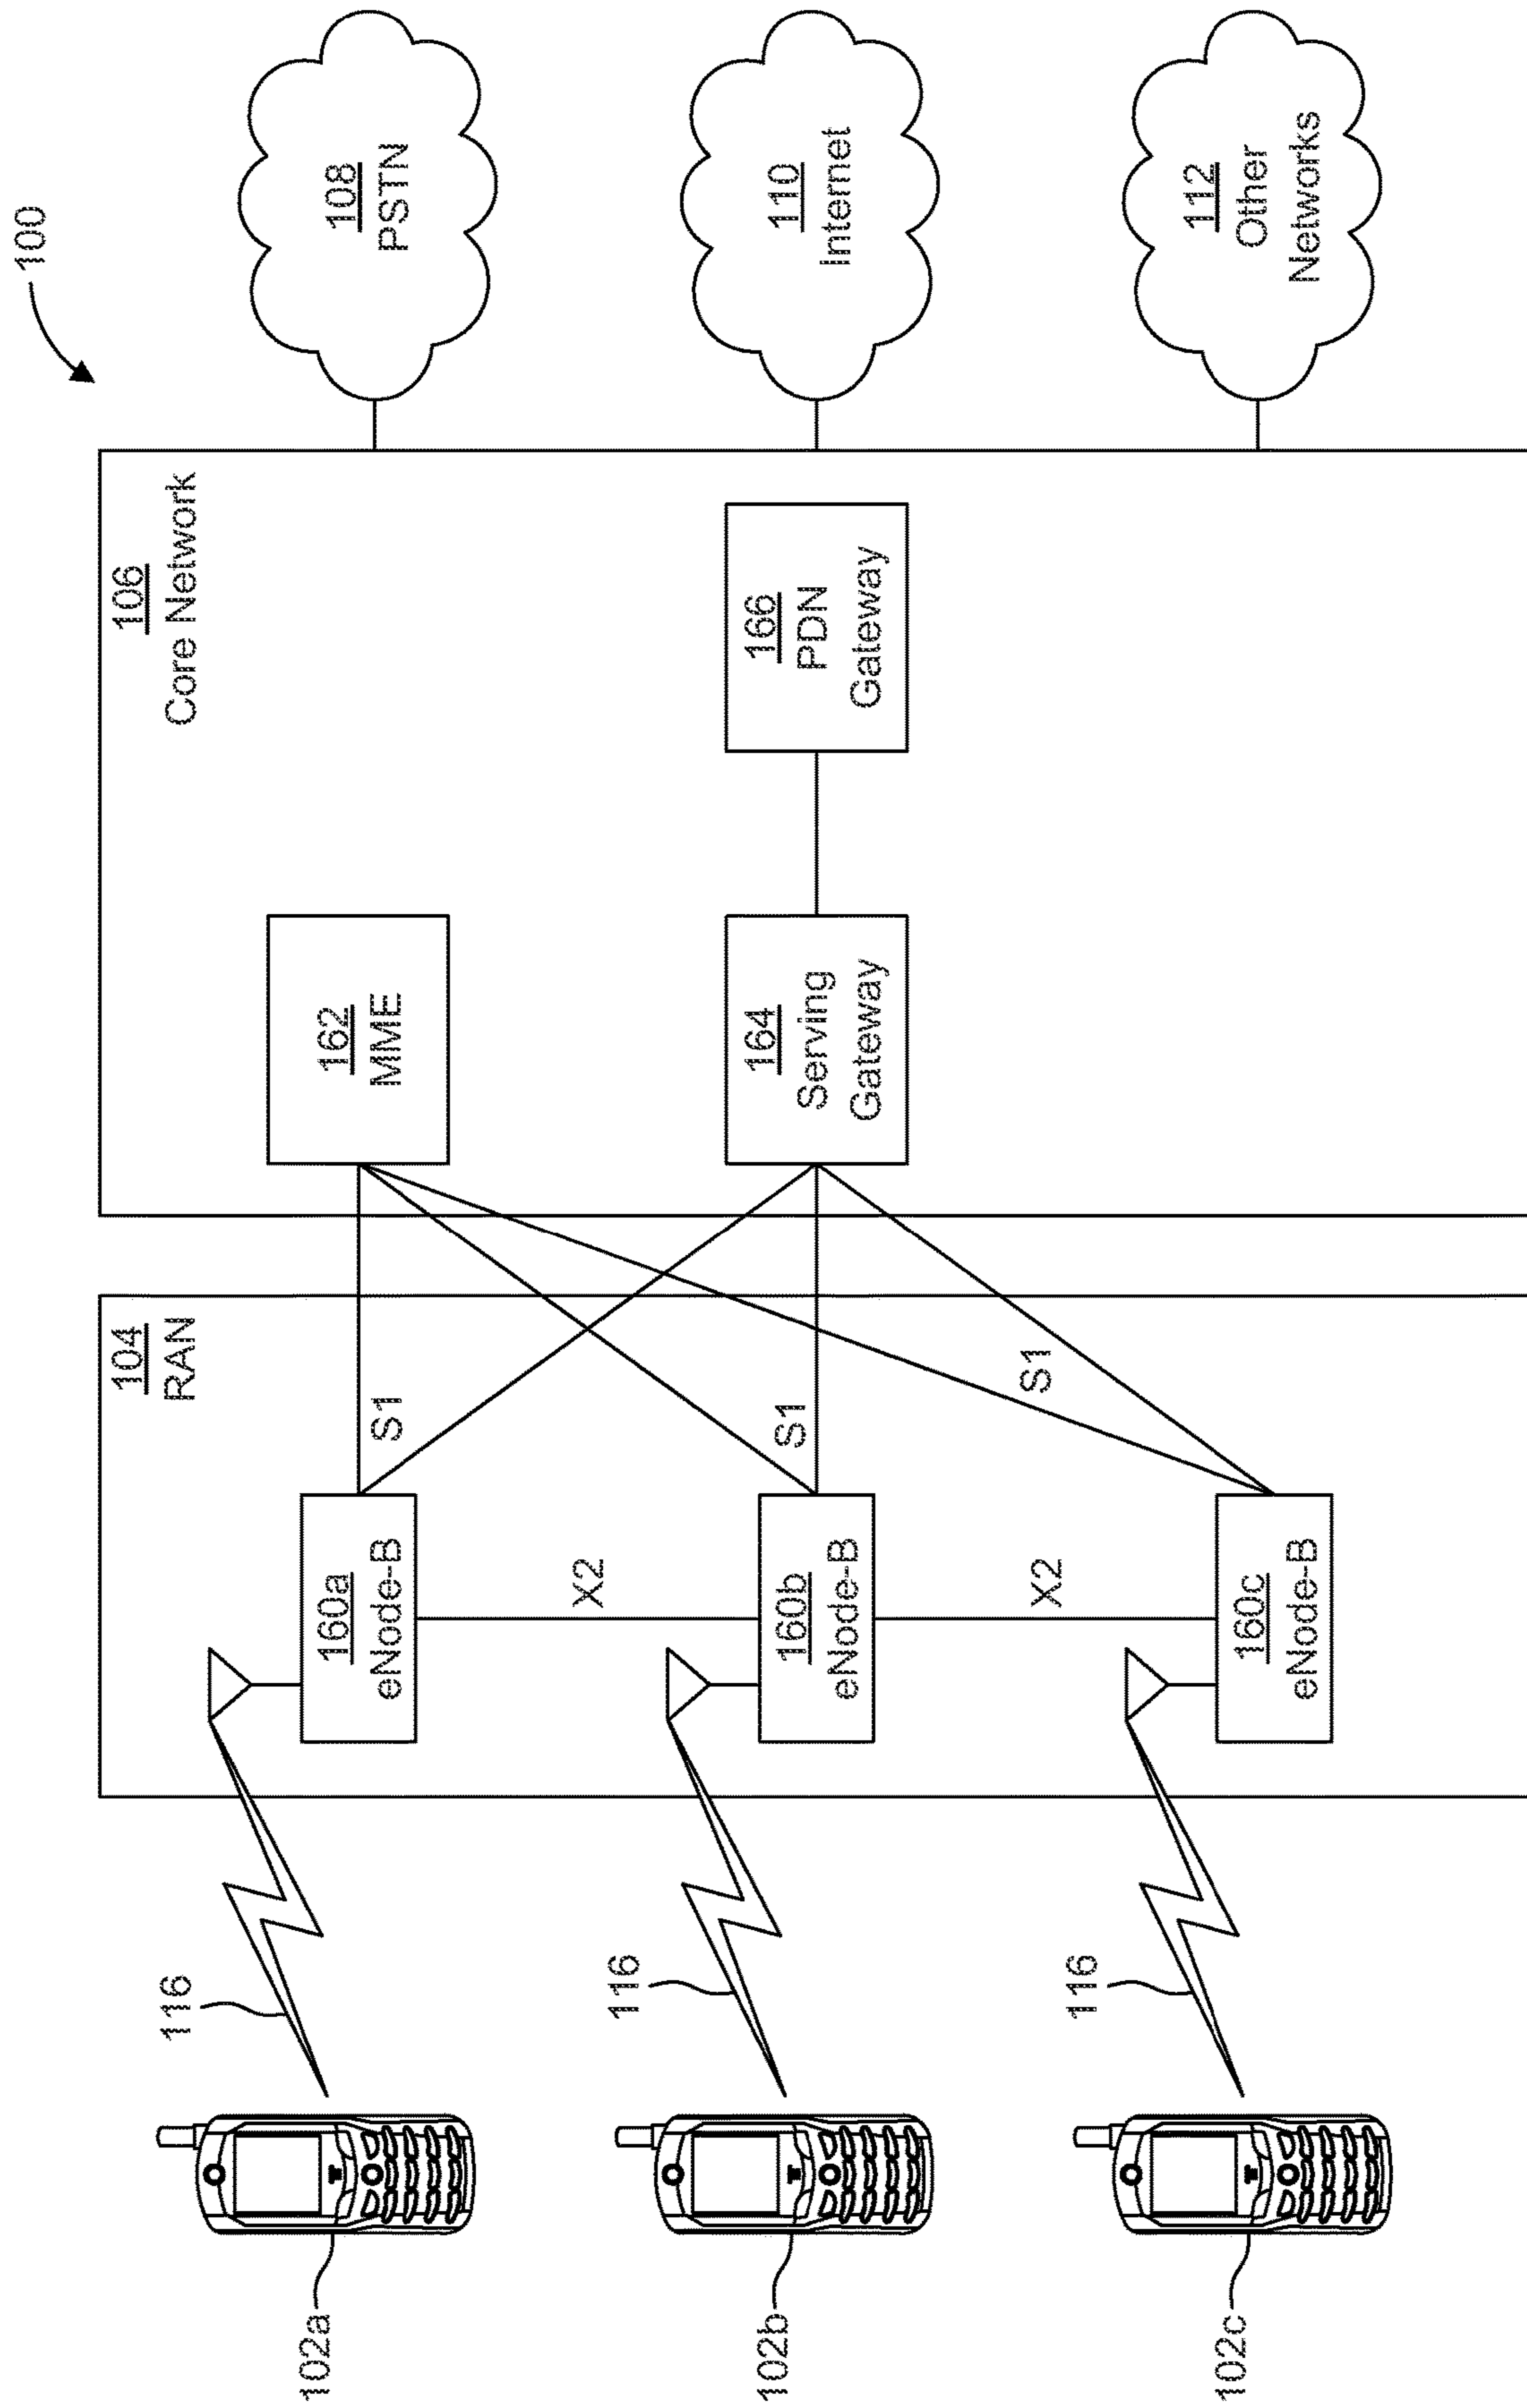 100
102a
102b
102c
116
116
116
104
RAN
160a
eNode-B
160b
eNode-B
160c
eNode-B
X2
X2
S1
S1
S1
106
Core Network
162
MME
164
Serving
Gateway
166
PDN
Gateway
108
PSTN
110
Internet
112
Other
Networks